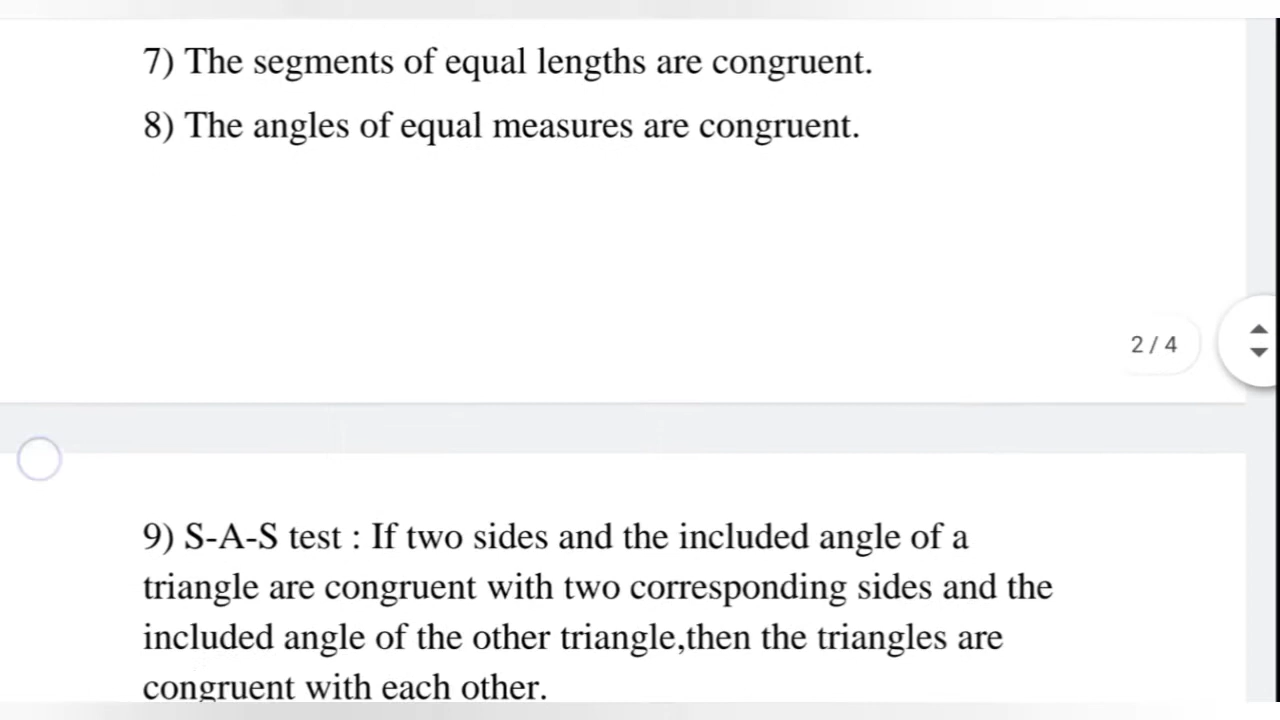 7) The segments of equal lengths are congruent.
8) The angles of equal measures are congruent.
2 / 4
9) S-A-S test : If two sides and the included angle of a
triangle are congruent with two corresponding sides and the
included angle of the other triangle,then the triangles are
congruent with each other.